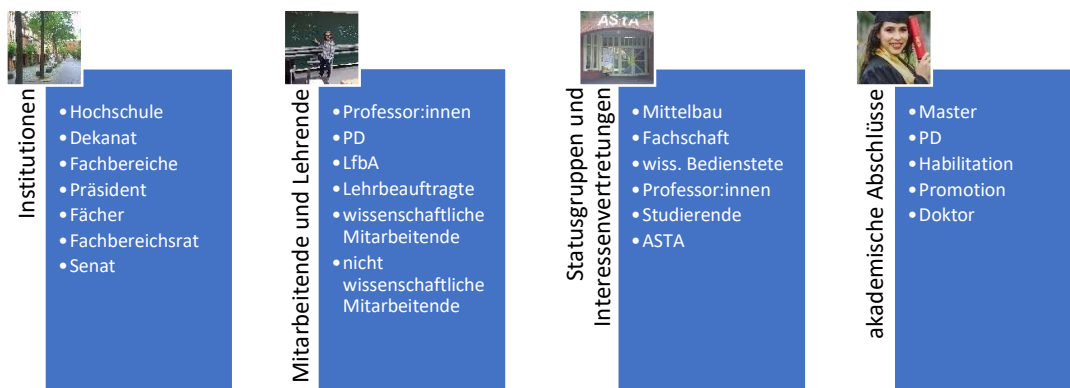 Institutionen
• Hochschule
• Dekanat
• Fachbereiche
• Präsident
• Fächer
• Fachbereichsrat
• Senat
Mitarbeitende und Lehrende
• Professor:innen
• PD
• LfbA
• Lehrbeauftragte
• wissenschaftliche
Mitarbeitende
• nicht
wissenschaftliche
Mitarbeitende
ASTA
Statusgruppen und
Interessenvertretungen
• Mittelbau
• Fachschaft
• wiss. Bedienstete
• Professor:innen
• Studierende
• ASTA
akademische Abschlüsse
• Master
• PD
• Habilitation
• Promotion
• Doktor